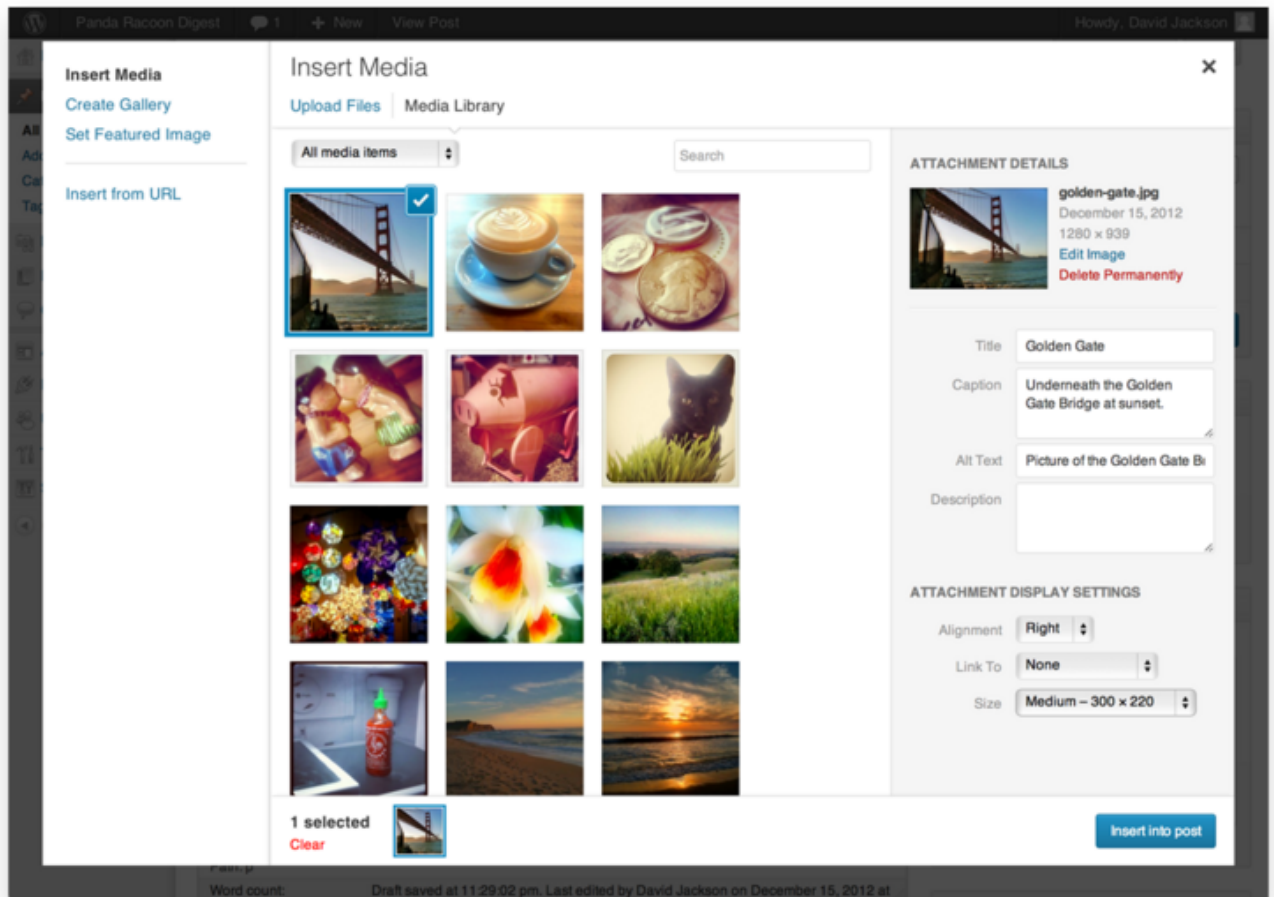 Panda Racoon Digest 1 + New View Post Howdy, David Jackson
Insert Media
Create Gallery
Set Featured Image
Insert from URL
Insert Media
Upload Files Media Library
All media items Search
ATTACHMENT DETAILS
golden-gate.jpg
December 15, 2012
1280 × 939
Edit Image
Delete Permanently
Title Golden Gate
Caption Underneath the Golden
Gate Bridge at sunset.
Alt Text Picture of the Golden Gate
Description
ATTACHMENT DISPLAY SETTINGS
Alignment Right
Link To None
Size Medium – 300 × 220
1 selected
Clear
Insert into post
All
Word count: Draft saved at 11:29:02 pm. Last edited by David Jackson on December 15, 2012 at